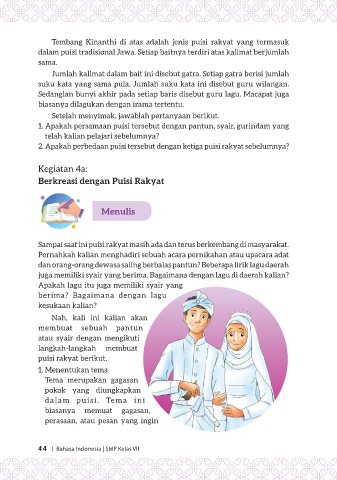 Tembang Kinanthi di atas adalah jenis puisi rakyat yang termasuk
dalam puisi tradisional Jawa. Setiap baitnya terdiri atas kalimat berjumlah
sama.
Jumlah kalimat dalam bait ini disebut gatra. Setiap gatra berisi jumlah
suku kata yang sama pula. Jumlah suku kata ini disebut guru wilangan.
Sedanglan bunyi akhir pada setiap baris disebut guru lagu. Macapat juga
biasanya dilagukan dengan irama tertentu.
Setelah menyimak, jawablah pertanyaan berikut.
1. Apakah persamaan puisi tersebut dengan pantun, syair, gurindam yang
telah kalian pelajari sebelumnya?
2. Apakah perbedaan puisi tersebut dengan ketiga puisi rakyat sebelumnya?
Kegiatan 4a:
Berkreasi dengan Puisi Rakyat
Menulis
Sampai saat ini puisi rakyat masih ada dan terus berkembang di masyarakat.
Pernahkah kalian menghadiri sebuah acara pernikahan atau upacara adat
dan orang-orang dewasa saling berbalas pantun? Beberapa lirik lagu daerah
juga memiliki syair yang berima. Bagaimana dengan lagu di daerah kalian?
Apakah lagu itu juga memiliki syair yang
berima? Bagaimana dengan lagu
kesukaan kalian?
Nah, kali ini kalian akan
membuat sebuah pantun
atau syair dengan mengikuti
langkah-langkah membuat
puisi rakyat berikut.
1. Menentukan tema
Tema merupakan gagasan
pokok yang diungkapkan
dalam puisi. Tema ini
biasanya memuat gagasan,
perasaan, atau pesan yang ingin
44 | Bahasa Indonesia | SMP Kelas VII